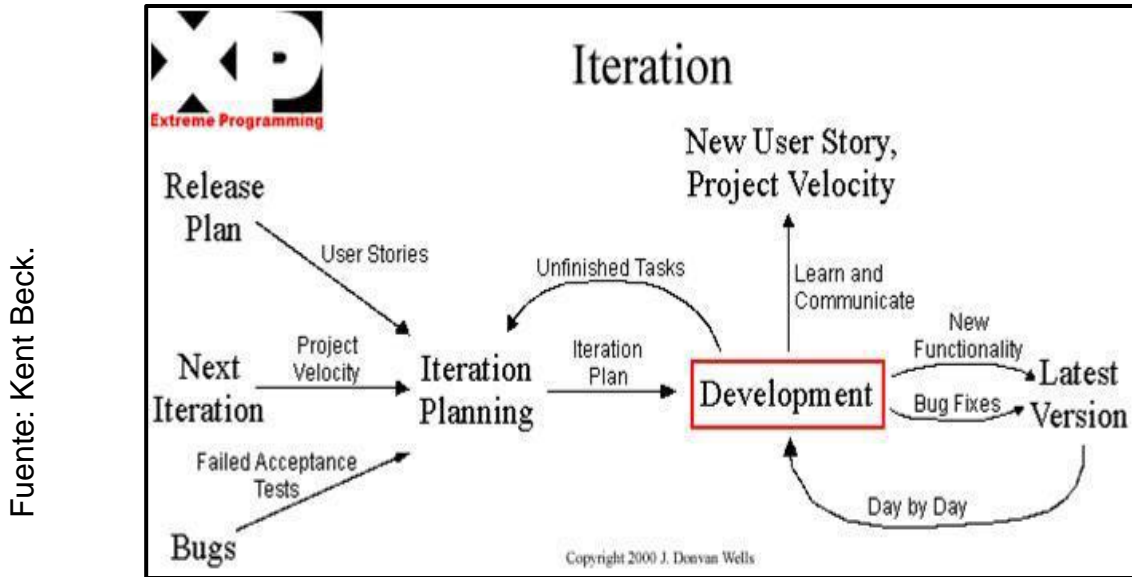 Fuente: Kent Beck.
XP
Extreme Programming
Iteration
New User Story,
Project Velocity
Release
Plan
User Stories
Unfinished Tasks
Learn and
Communicate
New
Functionality
Next
Iteration
Project
Velocity
Iteration
Planning
Iteration
Plan
Development
Bug Fixes
Latest
Version
Failed Acceptance
Tests
Day by Day
Bugs
Copyright 2000 J. Donvan Wells